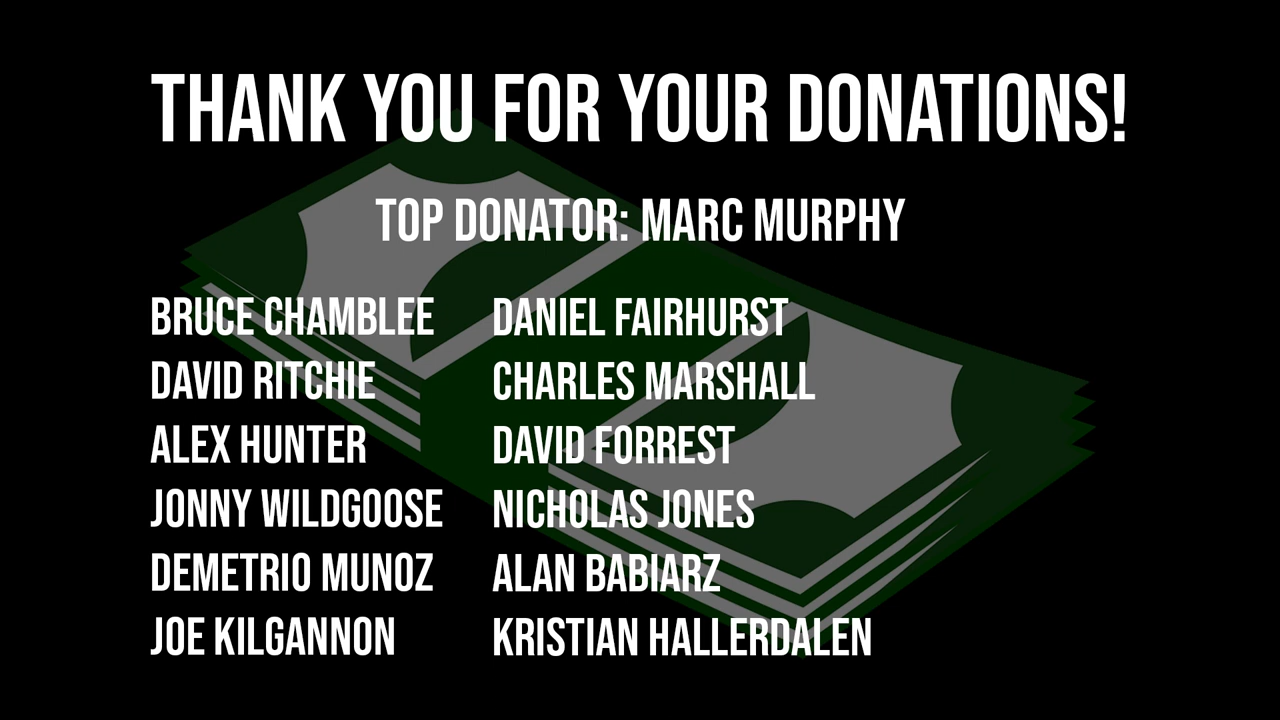 THANK YOU FOR YOUR DONATIONS!
TOP DONATOR: MARC MURPHY
BRUCE CHAMBLEE
DAVID RITCHIE
ALEX HUNTER
JONNY WILDGOOSE
DEMETRIO MUNOZ
JOE KILGANNON
DANIEL FAIRHURST
CHARLES MARSHALL
DAVID FORREST
NICHOLAS JONES
ALAN BABIARZ
KRISTIAN HALLERDALEN